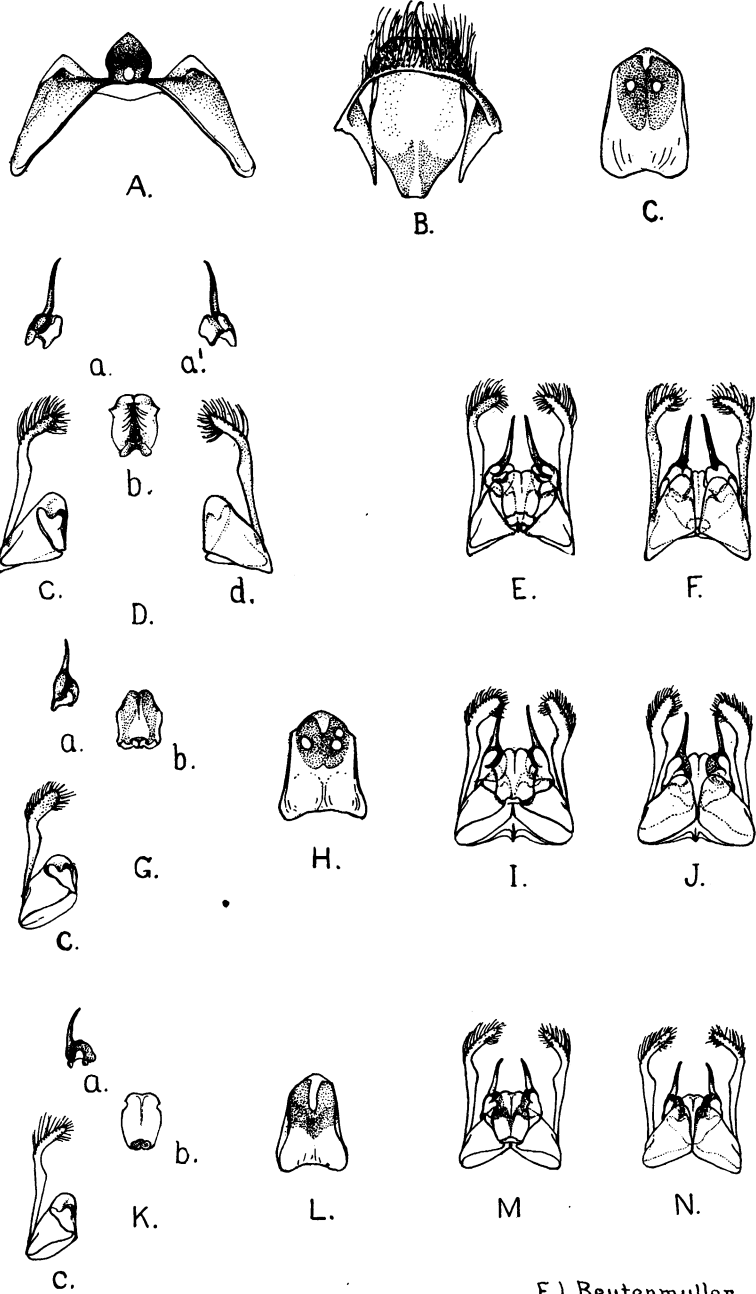 A.
B.
C.
a.
a'.
b.
c.
d.
D.
E.
F.
a.
b.
c.
G.
H.
I.
J.
a.
b.
c.
K.
L.
M
N.
E.J. Beutenmuller